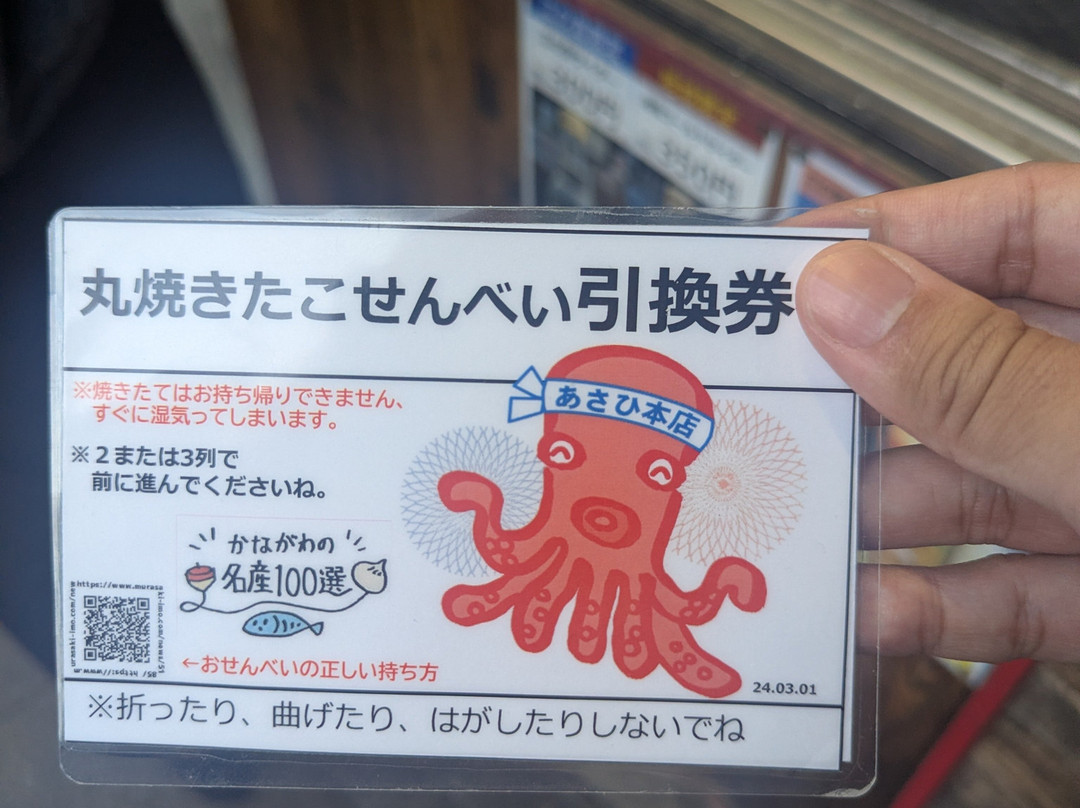 丸焼きたこせんべい引換券
※焼きたてはお持ち帰りできません、
すぐに湿気ってしまいます。
※２または3列で
前に進んでくださいね。
あさひ本店
かながわの
名産100選
https://www.murasa
←おせんべいの正しい持ち方
24.03.01
※折ったり、曲げたり、はがしたりしないでね